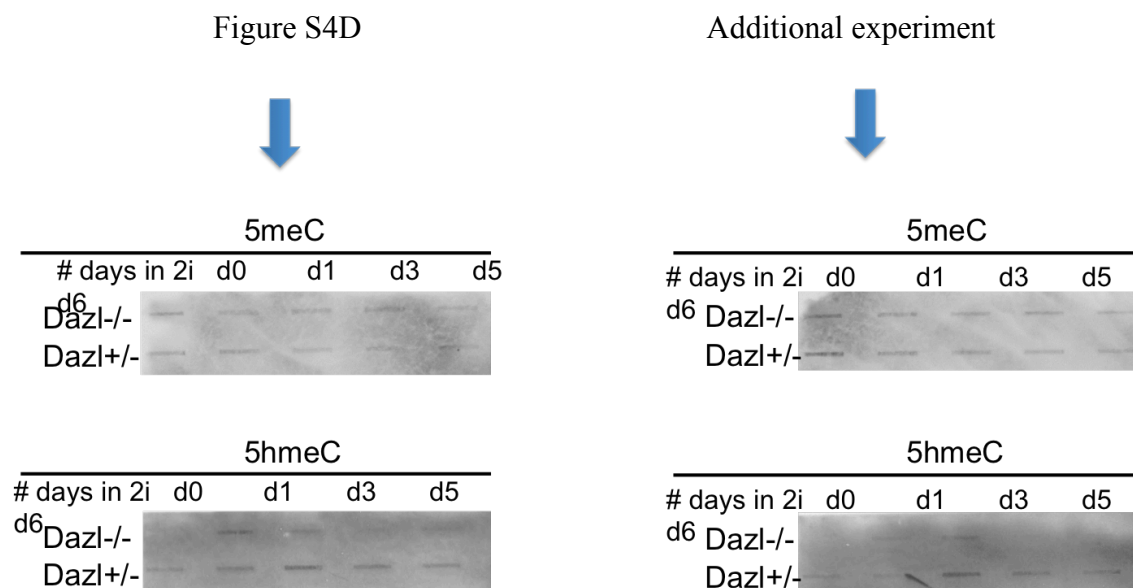 Figure S4D
Additional experiment
5meC
# days in 2i d0 d1 d3 d5
d6
Dazl-/-
Dazl+/-
5meC
# days in 2i d0 d1 d3 d5
d6 Dazl-/-
Dazl+/-
5hmeC
# days in 2i d0 d1 d3 d5
d6 Dazl-/-
Dazl+/-
5hmeC
# days in 2i d0 d1 d3 d5
d6 Dazl-/-
Dazl+/-